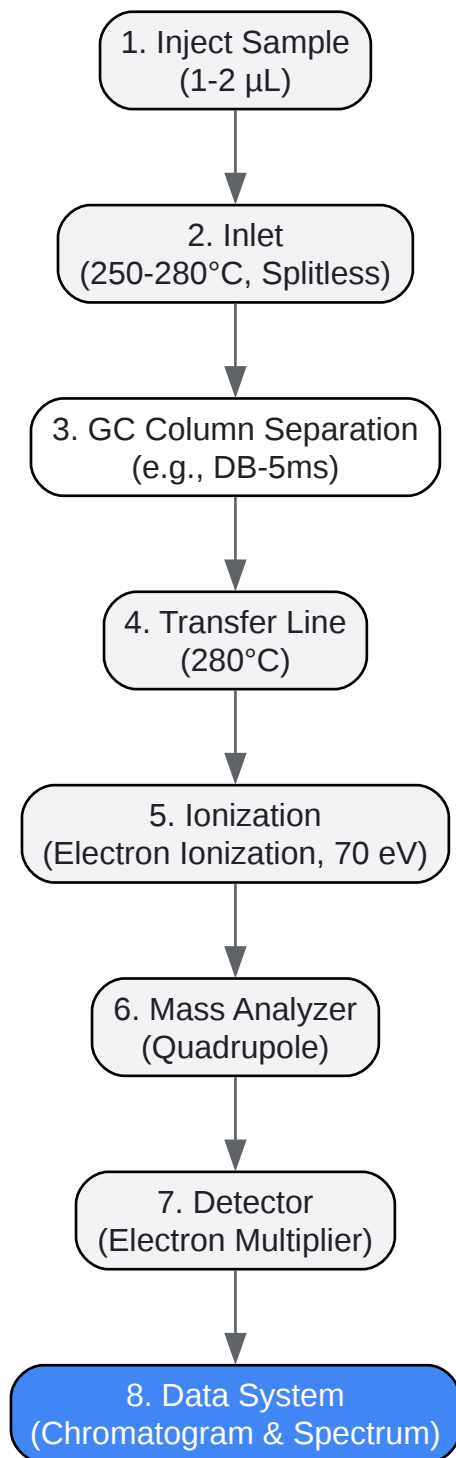 1. Inject Sample
(1-2 µL)
2. Inlet
(250-280°C, Splitless)
3. GC Column Separation
(e.g., DB-5ms)
4. Transfer Line
(280°C)
5. Ionization
(Electron Ionization, 70 eV)
6. Mass Analyzer
(Quadrupole)
7. Detector
(Electron Multiplier)
8. Data System
(Chromatogram & Spectrum)